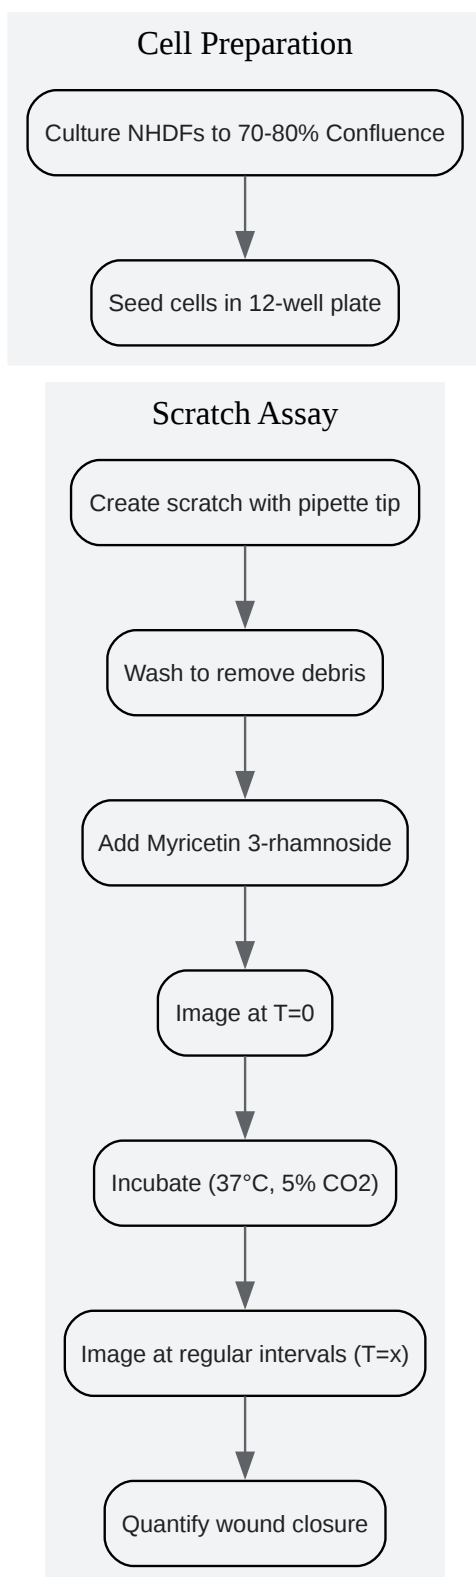 Cell Preparation
Culture NHDFs to 70-80% Confluence
Seed cells in 12-well plate
Scratch Assay
Create scratch with pipette tip
Wash to remove debris
Add Myricetin 3-rhamnoside
Image at T=0
Incubate (37°C, 5% CO2)
Image at regular intervals (T=x)
Quantify wound closure